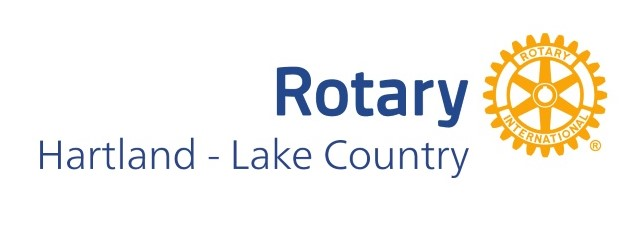 Rotary
Hartland - Lake Country
ROTARY
INTERNATIONAL
®